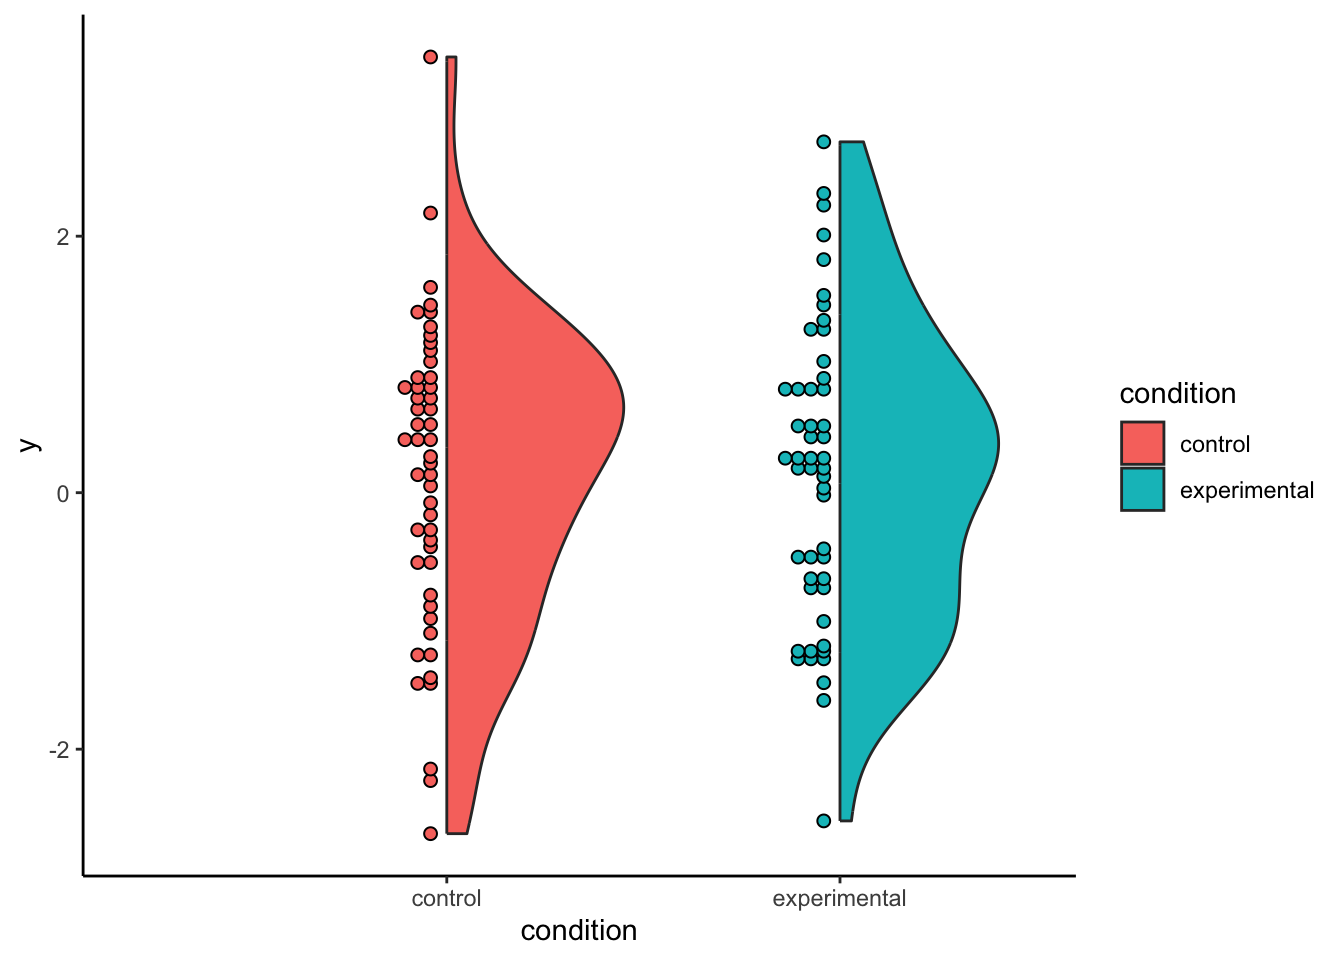 y
2
0
-2
control
experimental
condition
condition
control
experimental